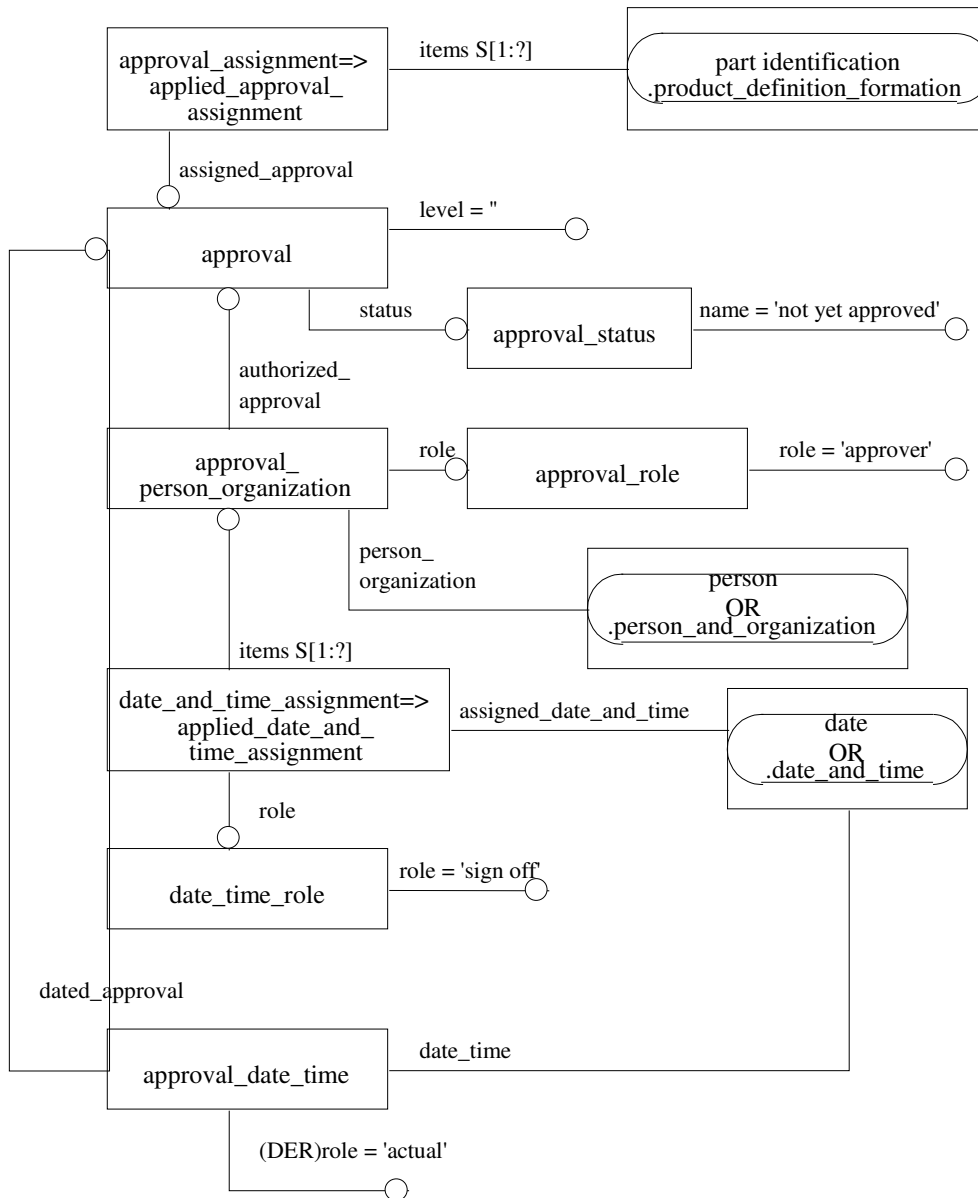 approval_assignment=>
applied_approval_
assignment
items S[1:?]
part identification
.product_definition_formation
assigned_approval
approval
level = ''
status
approval_status
name = 'not yet approved'
authorized_
approval
approval_
person_organization
role
approval_role
role = 'approver'
person_
organization
person
OR
.person_and_organization
items S[1:?]
date_and_time_assignment=>
applied_date_and_
time_assignment
assigned_date_and_time
date
OR
.date_and_time
role
date_time_role
role = 'sign off'
dated_approval
approval_date_time
date_time
(DER)role = 'actual'